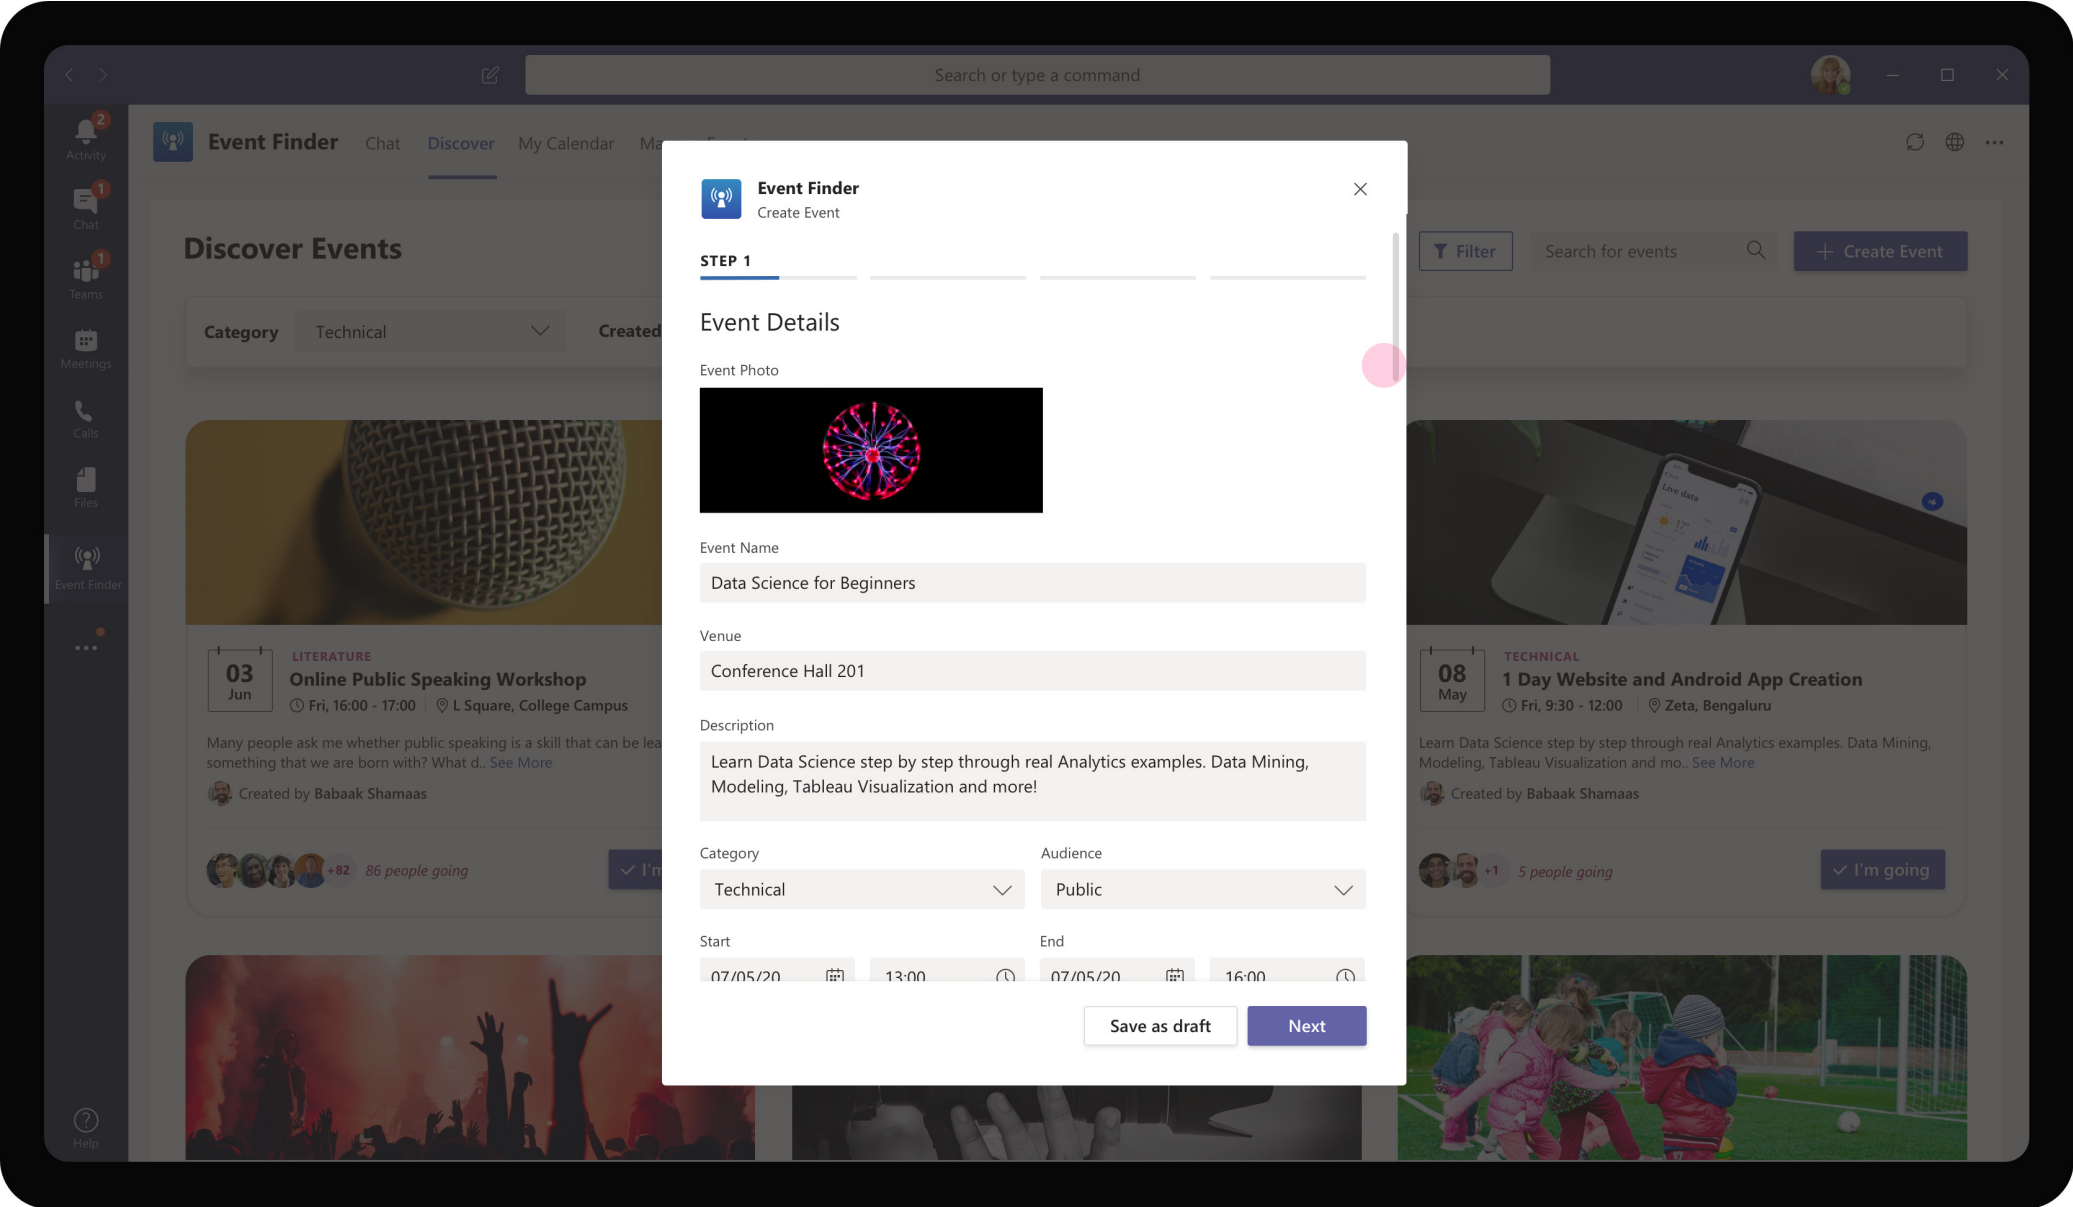 Search or type a command
2
Activity
1
Chat
1
Teams
Meetings
Calls
Files
Event Finder
Help
Event Finder Chat Discover My Calendar
Discover Events
Filter Search for events Create Event
Category Technical Created
03
Jun
LITERATURE
Online Public Speaking Workshop
Fri, 16:00 - 17:00 L Square, College Campus
Many people ask me whether public speaking is a skill that can be lea
something that we are born with? What d.. See More
Created by Babaak Shamaas
+82 86 people going
I'm
Event Finder
Create Event
STEP 1
Event Details
Event Photo
Event Name
Data Science for Beginners
Venue
Conference Hall 201
Description
Learn Data Science step by step through real Analytics examples. Data Mining,
Modeling, Tableau Visualization and more!
Category Audience
Technical Public
Start End
07/05/20 13:00 07/05/20 16:00
Save as draft Next
Live data
17°
08
May
TECHNICAL
1 Day Website and Android App Creation
Fri, 9:30 - 12:00 Zeta, Bengaluru
Learn Data Science step by step through real Analytics examples. Data Mining,
Modeling, Tableau Visualization and mo.. See More
Created by Babaak Shamaas
+1 5 people going
I'm going